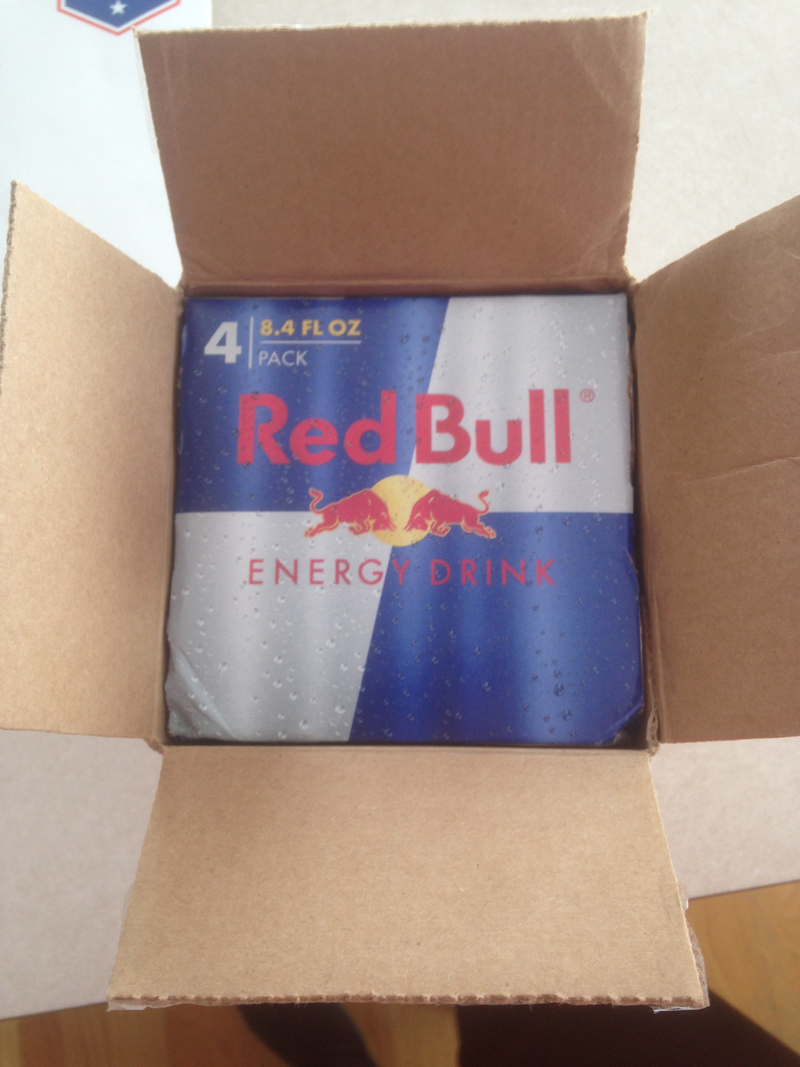 4
8.4 FL OZ
PACK
Red Bull®
ENERGY DRINK